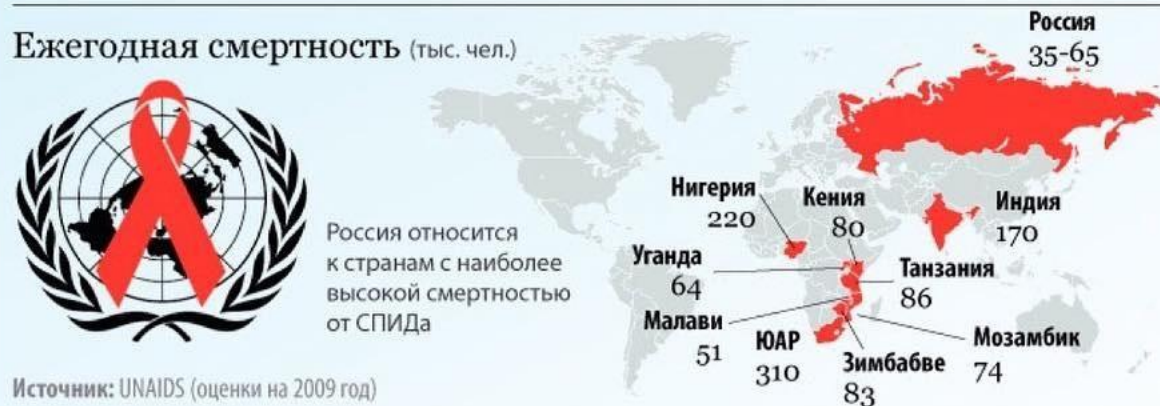 Ежегодная смертность (тыс. чел.)
Россия относится
к странам с наиболее
высокой смертностью
от СПИДа
Россия
35-65
Нигерия
220
Кения
80
Индия
170
Уганда
64
Танзания
86
Малави
51
ЮАР
310
Зимбабве
83
Мозамбик
74
Источник: UNAIDS (оценки на 2009 год)